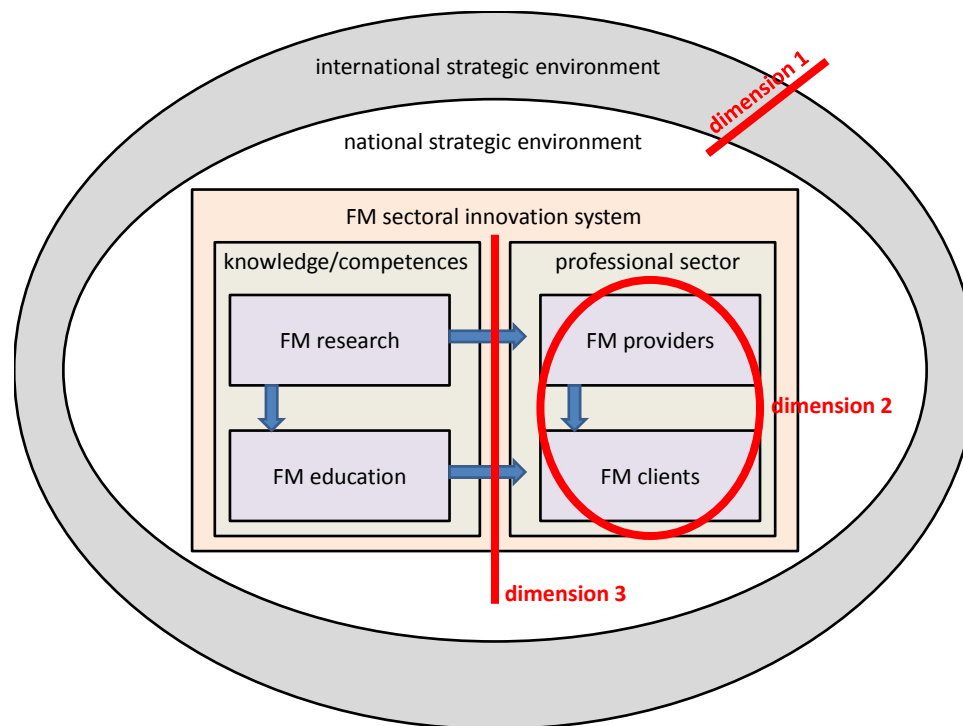 international strategic environment
dimension 1
national strategic environment
FM sectoral innovation system
knowledge/competences
professional sector
FM research
FM providers
dimension 2
FM education
FM clients
dimension 3